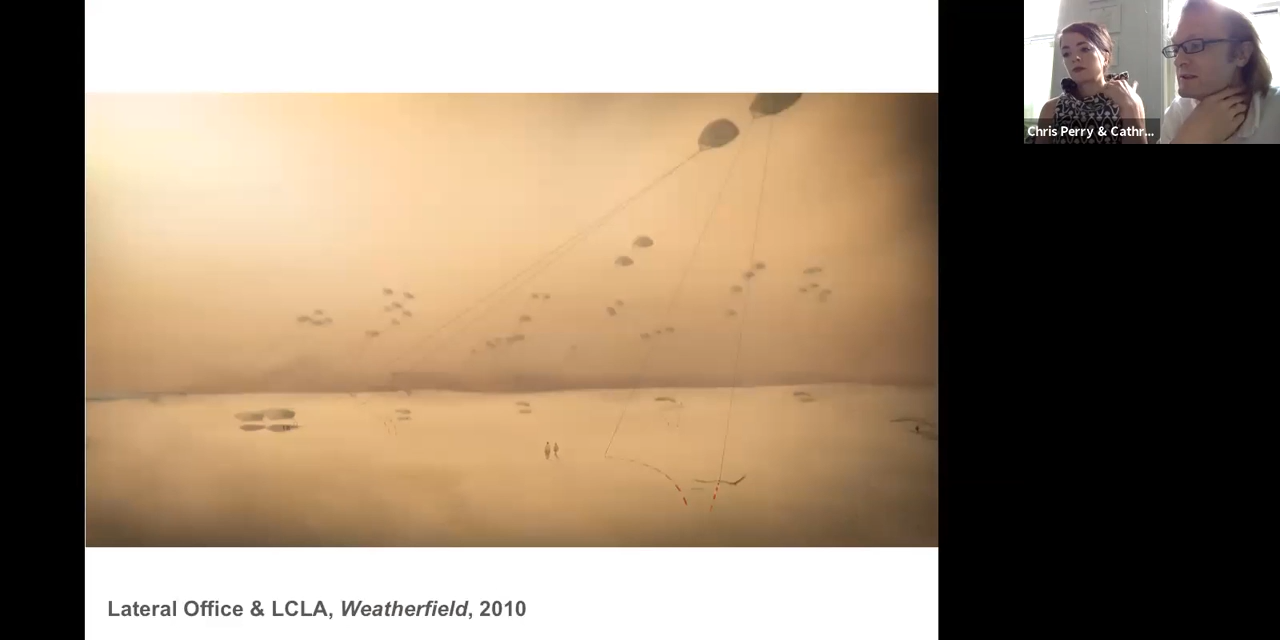 Chris Perry & Cathr...
Lateral Office & LCLA, Weatherfield, 2010